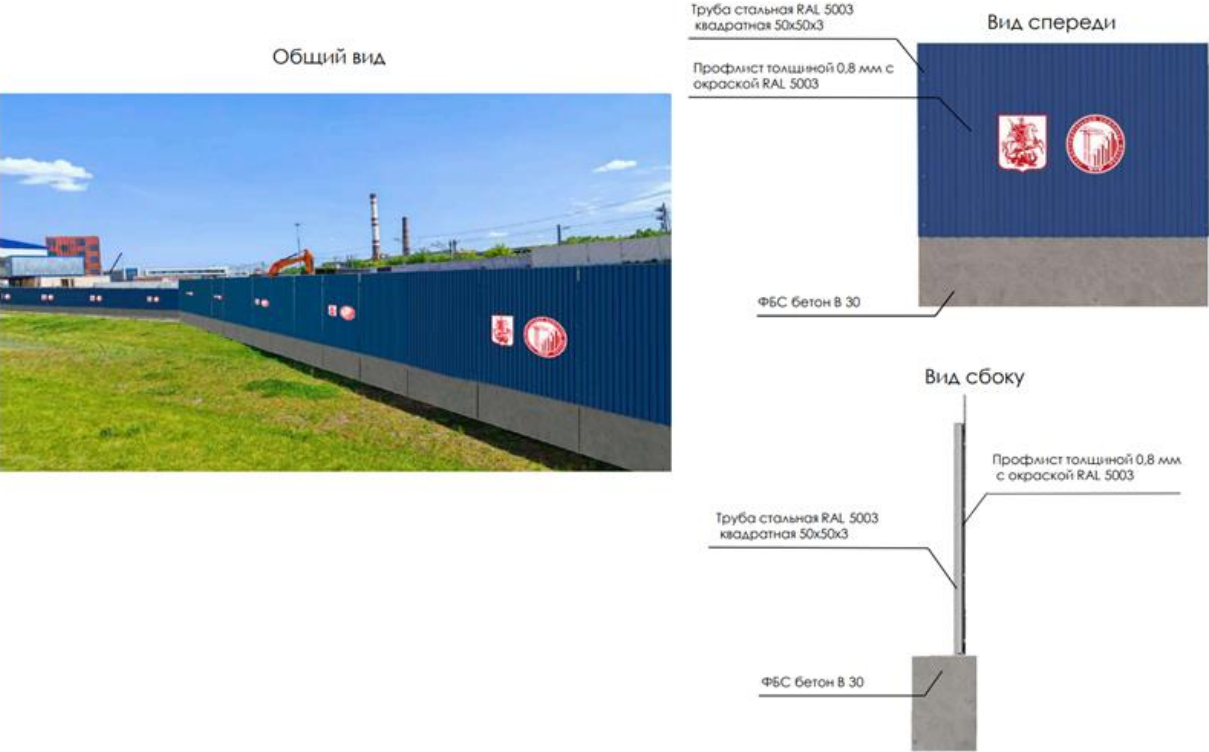 Общий вид
Труба стальная RAL 5003
квадратная 50х50х3
Вид спереди
Профлист толщиной 0,8 мм с
окраской RAL 5003
ФБС бетон В 30
Вид сбоку
Профлист толщиной 0,8 мм
с окраской RAL 5003
Труба стальная RAL 5003
квадратная 50х50х3
ФБС бетон В 30